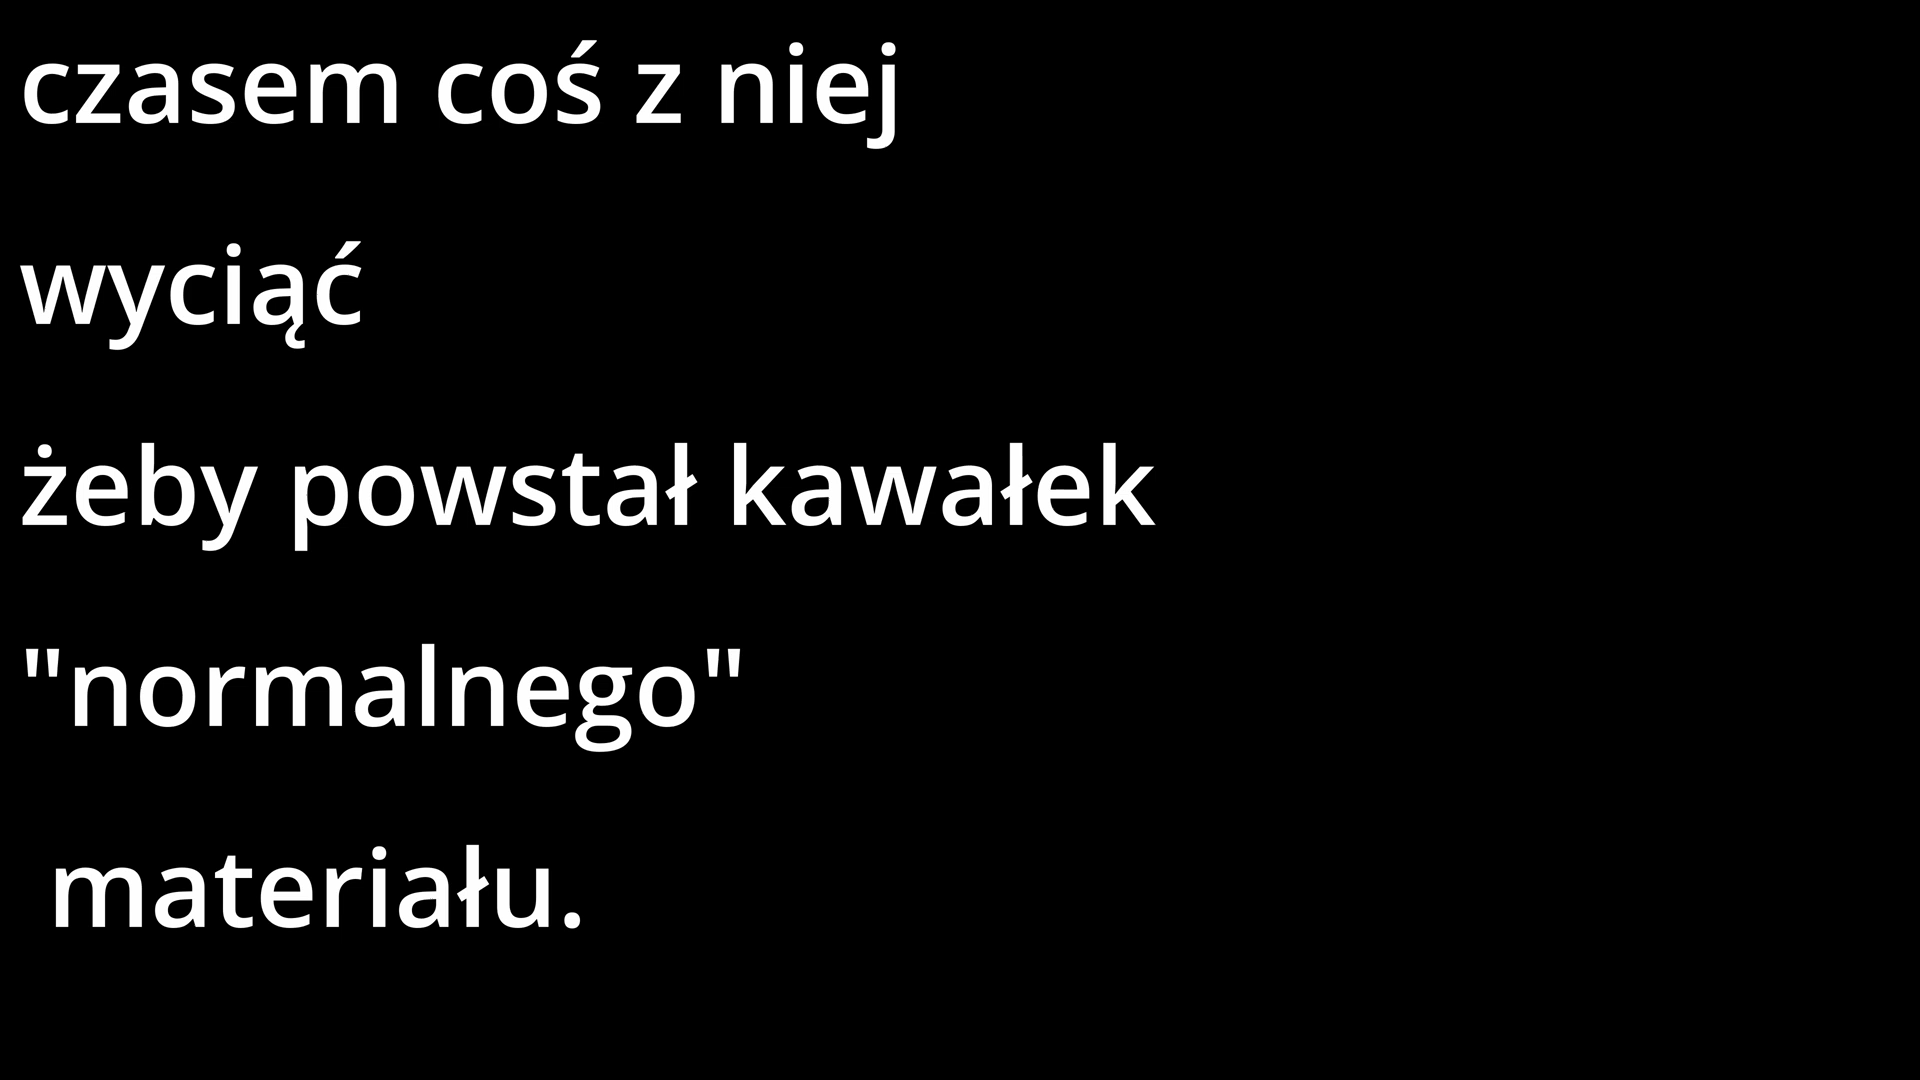 czasem coś z niej
wyciąć
żeby powstał kawałek
"normalnego"
materiału.